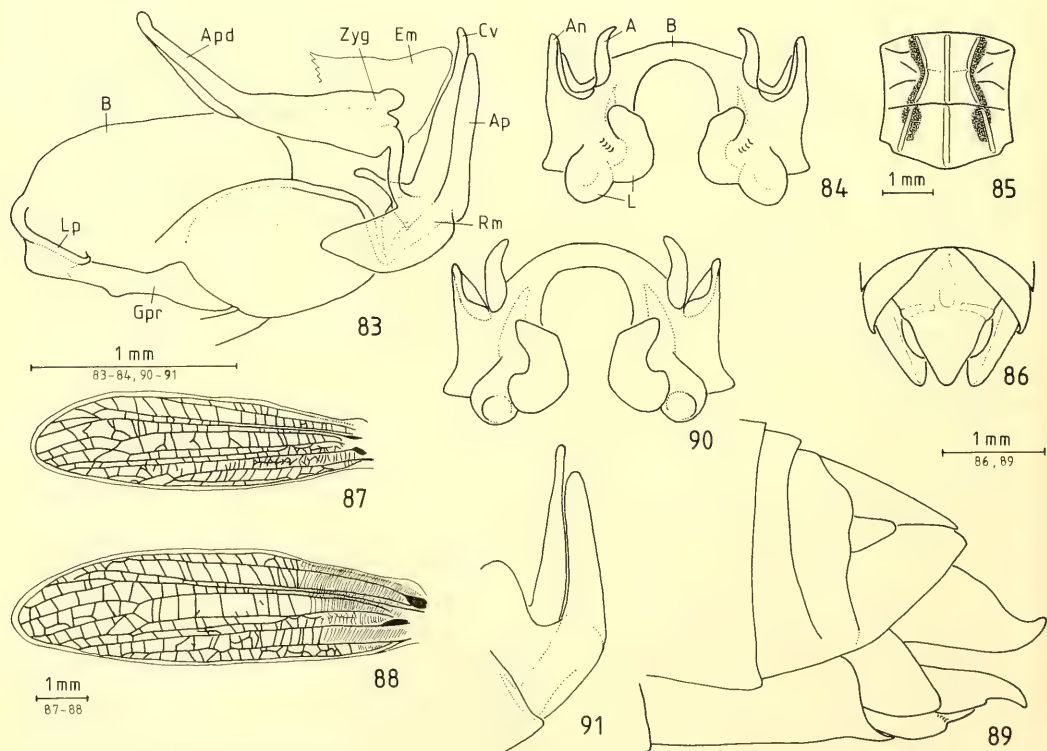 Apd
Zyg
Em
Cv
B
Ap
Lp
Rm
Gpr
83
1 mm
83-84, 90-91
An
A
B
I
L
84
1 mm
85
86
1 mm
86, 89
90
87
88
1 mm
87-88
91
89